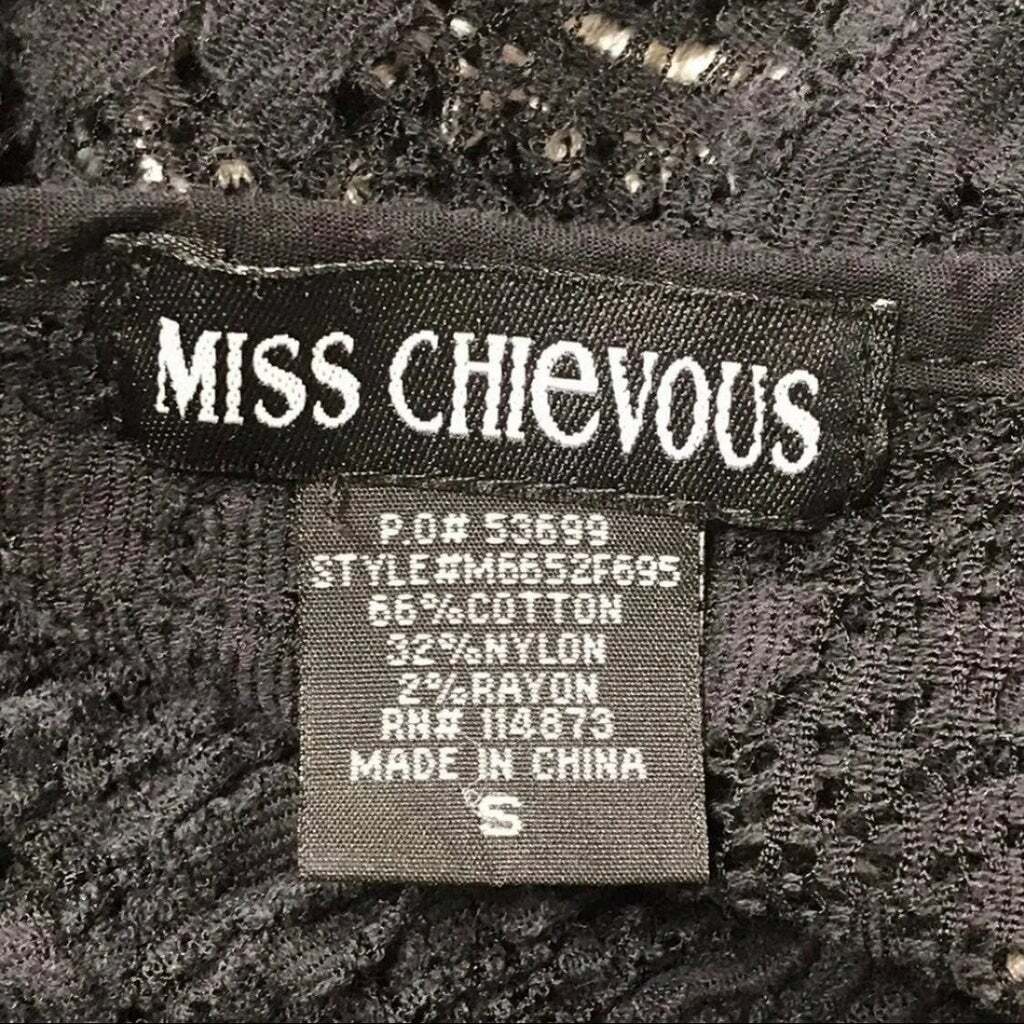 MISS CHIeVOUS
P.O# 53699
STYLE#M6652F695
66%COTTON
32%NYLON
2%RAYON
RN# 114873
MADE IN CHINA
S